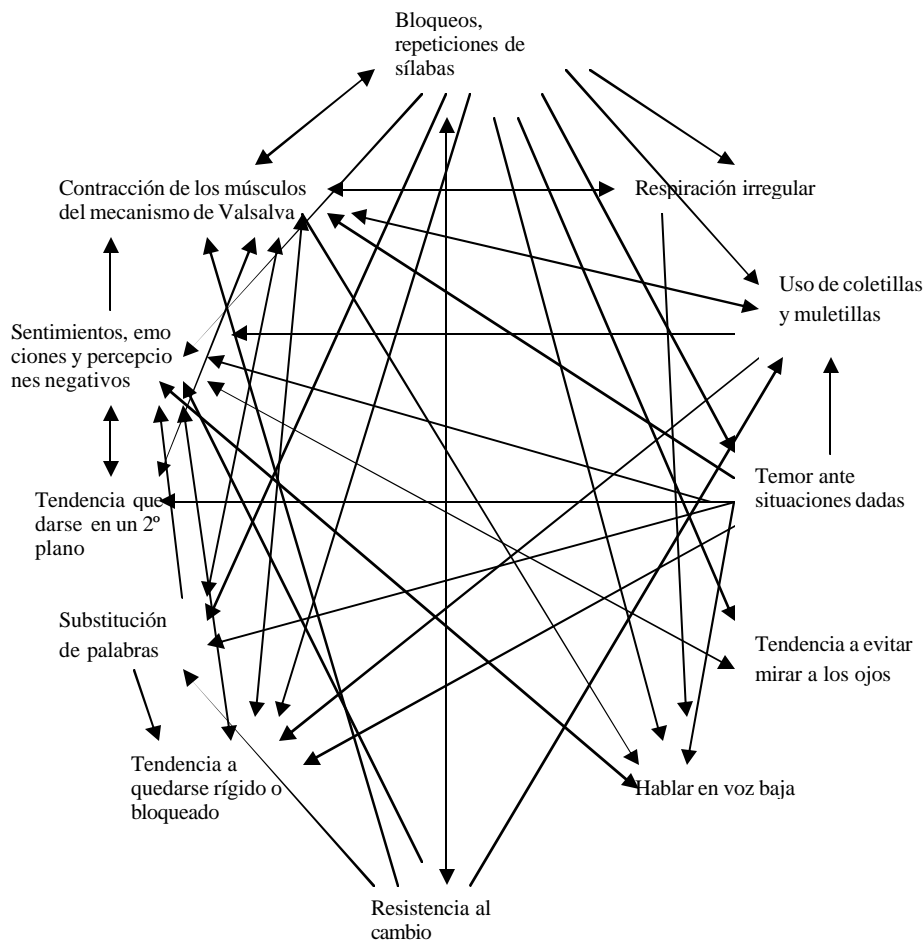 Bloqueos,
repeticiones de
sílabas
Contracción de los músculos
del mecanismo de Valsalva
Respiración irregular
Uso de coletillas
y muletillas
Sentimientos, emo
ciones y percepcio
nes negativos
Tendencia que
darse en un 2º
plano
Temor ante
situaciones dadas
Substitución
de palabras
Tendencia a evitar
mirar a los ojos
Tendencia a
quedarse rígido o
bloqueado
Hablar en voz baja
Resistencia al
cambio